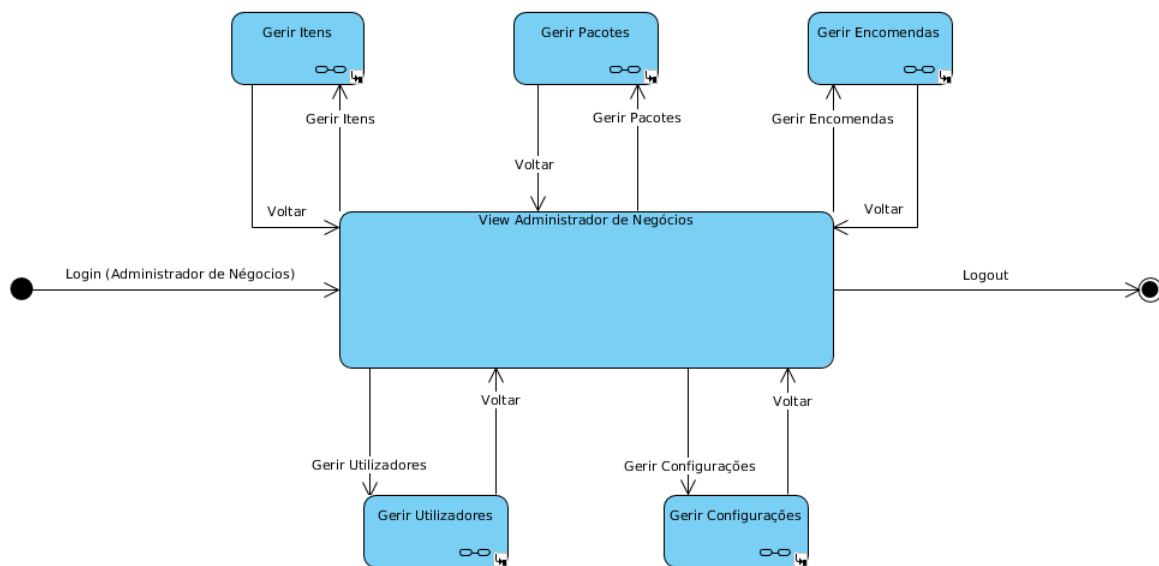 Gerir Itens
Gerir Pacotes
Gerir Encomendas
Gerir Itens
Gerir Pacotes
Gerir Encomendas
Voltar
Voltar
Voltar
View Administrador de Negócios
Login (Administrador de Négocios)
Logout
Voltar
Voltar
Gerir Utilizadores
Gerir Configurações
Gerir Utilizadores
Gerir Configurações